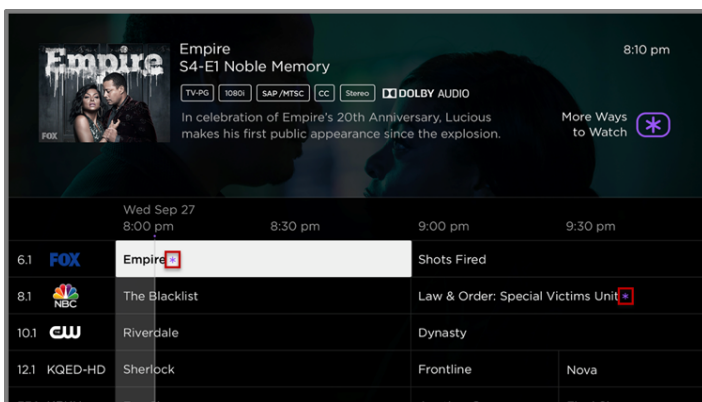 Empire
S4-E1 Noble Memory
8:10 pm
TV-PG 1080i SAP/MTSC CC Stereo DOLBY AUDIO
In celebration of Empire's 20th Anniversary, Lucious
makes his first public appearance since the explosion.
More Ways
to Watch *
Empire
FOX
Wed Sep 27
8:00 pm 8:30 pm 9:00 pm 9:30 pm
6.1 FOX Empire * Shots Fired
8.1 NBC The Blacklist Law & Order: Special Victims Unit *
10.1 CW Riverdale Dynasty
12.1 KQED-HD Sherlock Frontline Nova